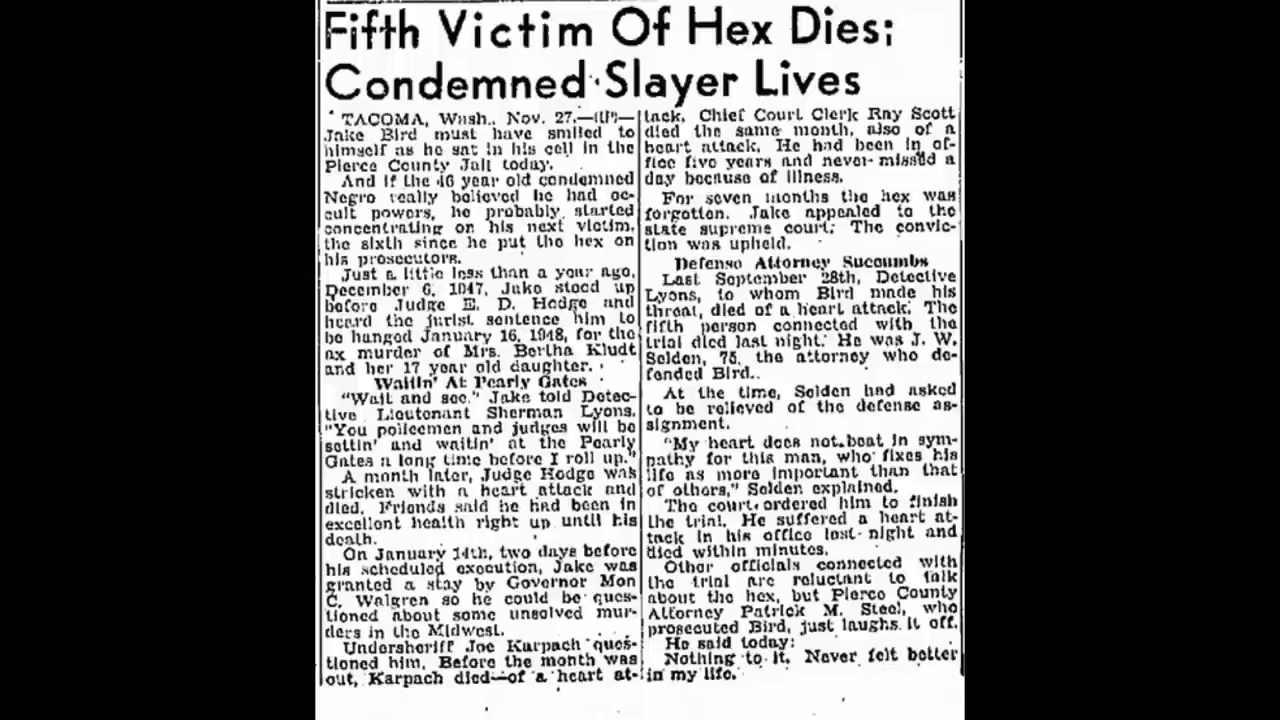 Fifth Victim Of Hex Dies;
Condemned Slayer Lives
TACOMA, Wash., Nov. 27.—(UP)—
Jake Bird must have smiled to
himself as he sat in his cell in the
Pierce County Jail today.
And if the 46 year old condemned
Negro really believed he had oc-
cult powers, he probably started
concentrating on his next victim,
the sixth since he put the hex on
his prosecutors.
Just a little less than a year ago,
December 6, 1947, Jake stood up
before Judge E. D. Hodge and
heard the jurist sentence him to
be hanged January 16, 1948, for the
ax murder of Mrs. Bertha Kludt
and her 17 year old daughter.
Waitin' At Pearly Gates
"Wait and see." Jake told Detec-
tive Lieutenant Sherman Lyons.
"You policemen and judges will be
settin' and waitin' at the Pearly
Gates a long time before I roll up."
A month later, Judge Hodge was
stricken with a heart attack and
died. Friends said he had been in
excellent health right up until his
death.
On January 14th, two days before
his scheduled execution, Jake was
granted a stay by Governor Mon
C. Walgren so he could be ques-
tioned about some unsolved mur-
ders in the Midwest.
Undersheriff Joe Karpach ques-
tioned him. Before the month was
out, Karpach died—of a heart at-
tack. Chief Court Clerk Ray Scott
died the same month, also of a
heart attack. He had been in of-
fice five years and never missed a
day because of illness.
For seven months the hex was
forgotten. Jake appealed to the
state supreme court. The convic-
tion was upheld.
Defense Attorney Succumbs
Last September 28th, Detective
Lyons, to whom Bird made his
threat, died of a heart attack. The
fifth person connected with the
trial died last night. He was J. W.
Selden, 75, the attorney who de-
fended Bird..
At the time, Selden had asked
to be relieved of the defense as-
signment.
"My heart does not beat in sym-
pathy for this man, who fixes his
life as more important than that
of others," Selden explained.
The court ordered him to finish
the trial. He suffered a heart at-
tack in his office last night and
died within minutes.
Other officials connected with
the trial are reluctant to talk
about the hex, but Pierce County
Attorney Patrick M. Steel, who
prosecuted Bird, just laughs it off.
He said today:
Nothing to it. Never felt better
in my life.